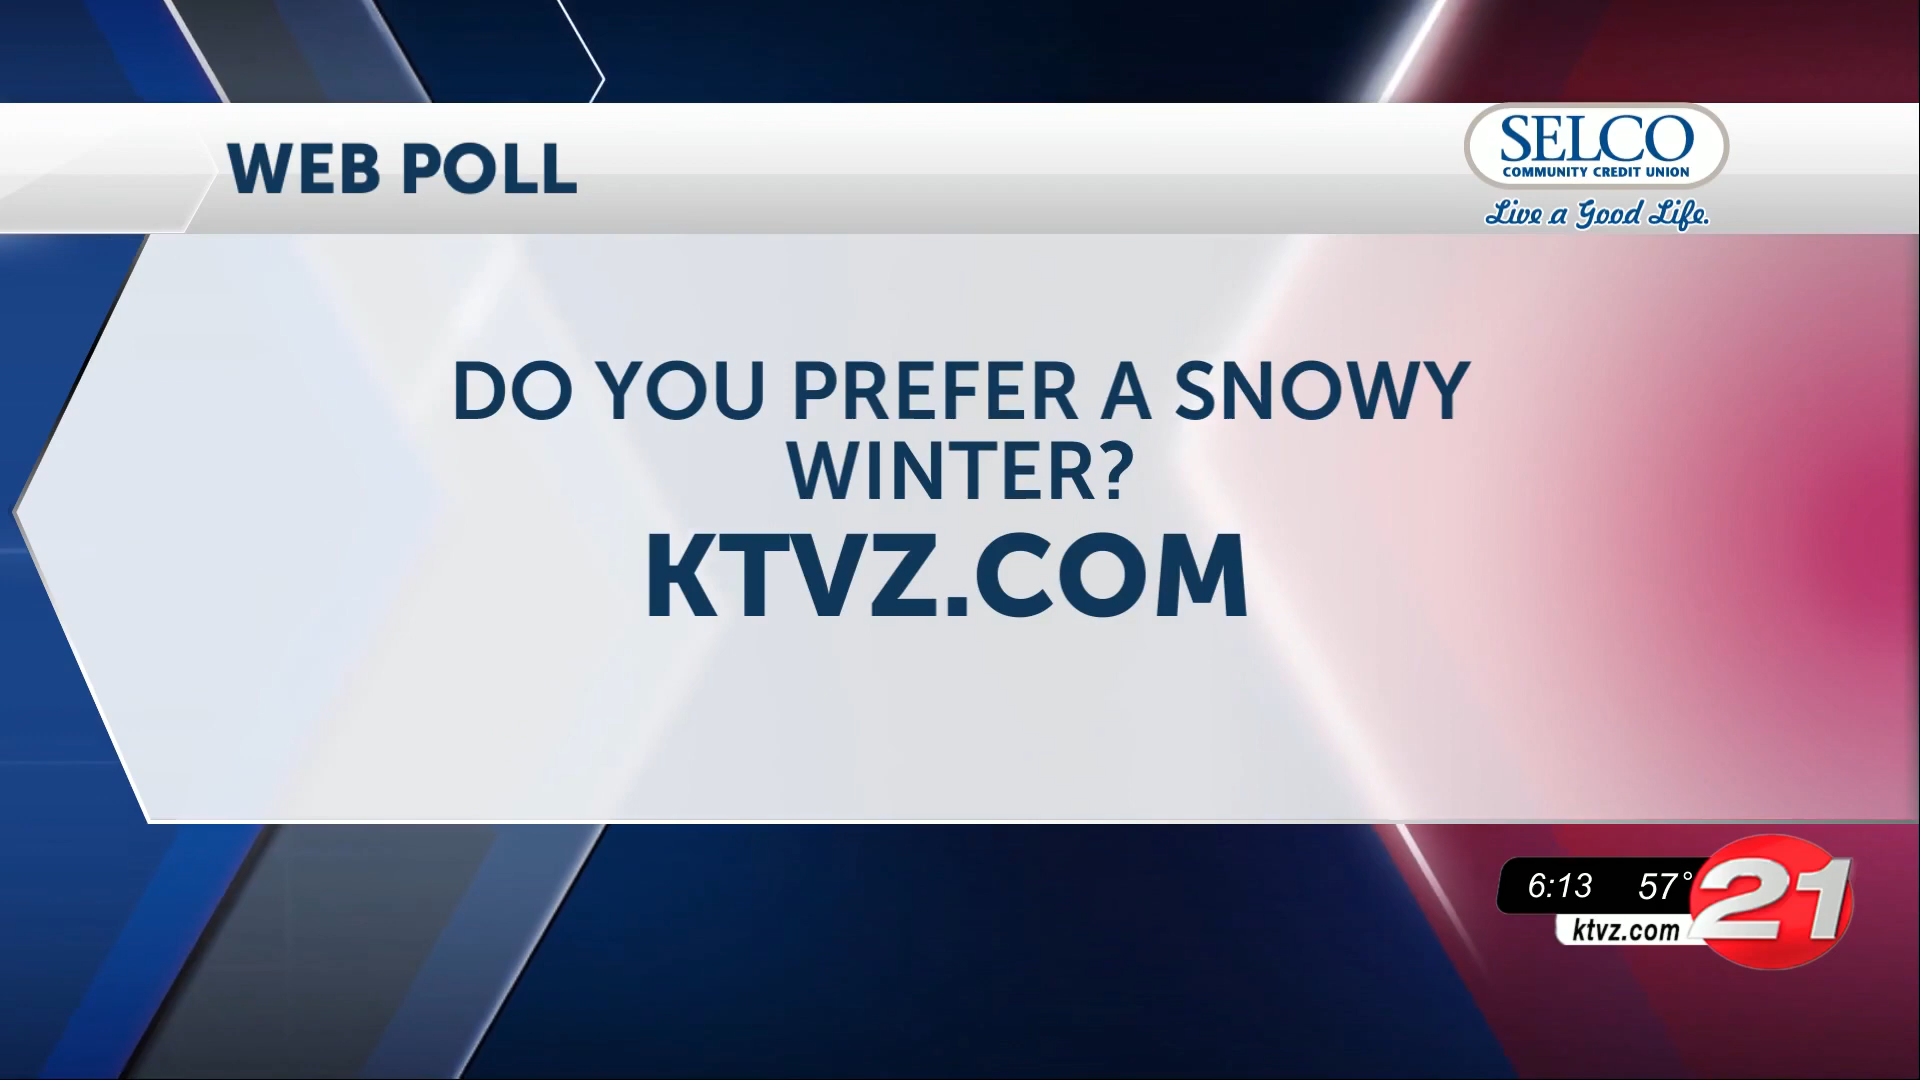 WEB POLL
SELCO
COMMUNITY CREDIT UNION
Live a Good Life.
DO YOU PREFER A SNOWY
WINTER?
KTVZ.COM
6:13 57°
21
ktvz.com